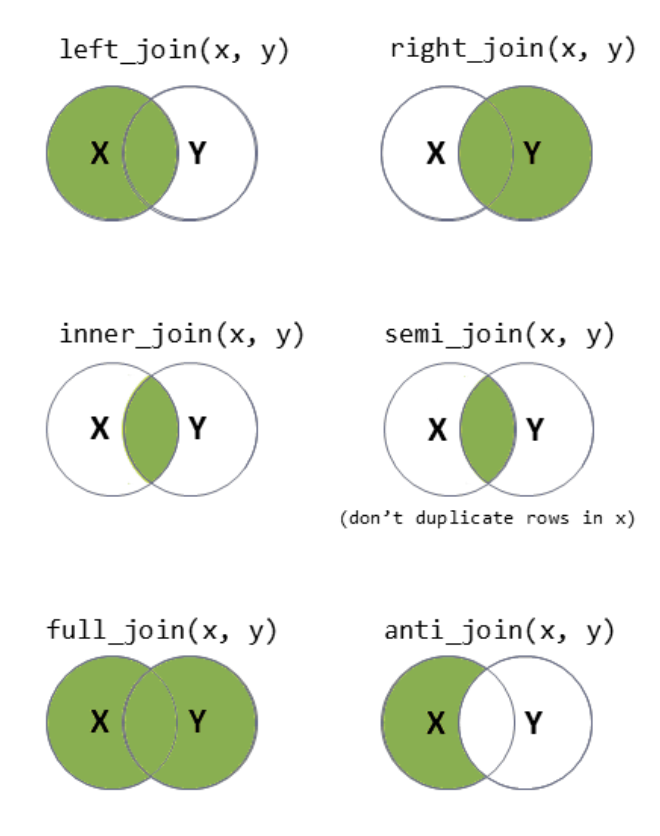 left_join(x, y)
right_join(x, y)
X Y
X Y
inner_join(x, y)
semi_join(x, y)
X Y
X Y
(don't duplicate rows in x)
full_join(x, y)
anti_join(x, y)
X Y
X Y